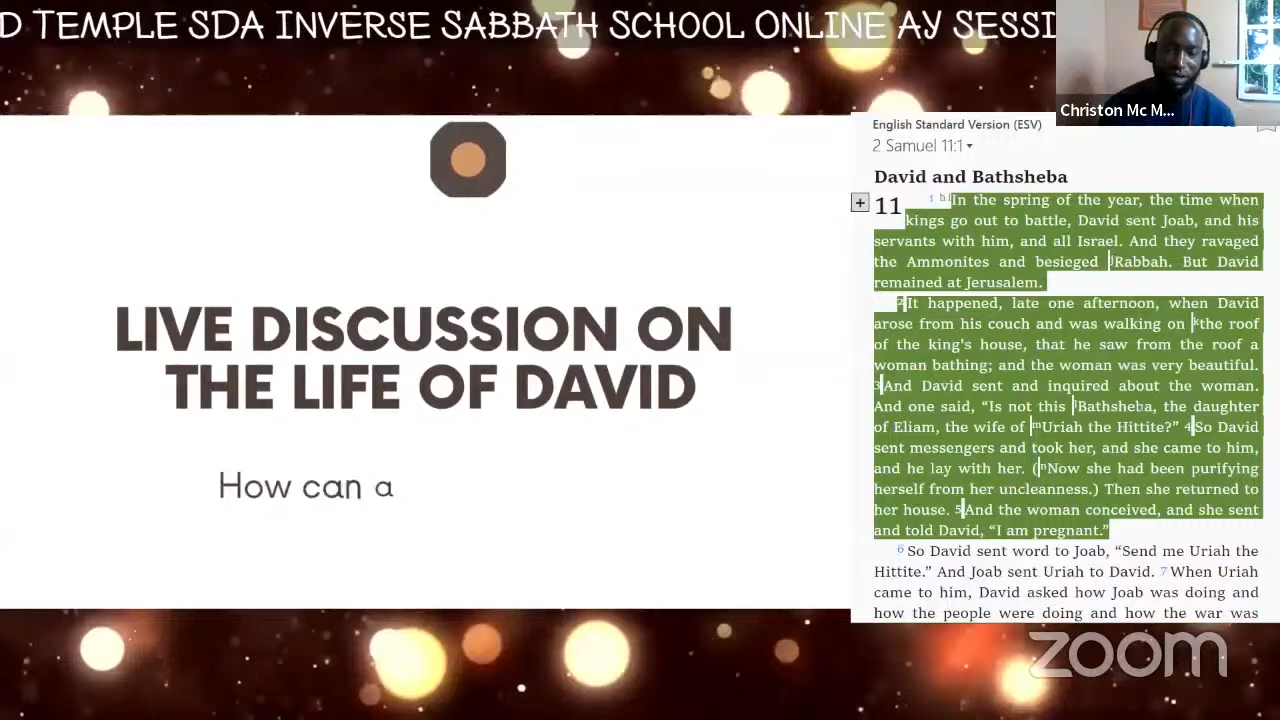 D TEMPLE SDA INVERSE SABBATH SCHOOL ONLINE AY SESSI
Christon Mc M...
LIVE DISCUSSION ON
THE LIFE OF DAVID
How can a
English Standard Version (ESV)
2 Samuel 11:1
David and Bathsheba
11 1 h i In the spring of the year, the time when
kings go out to battle, David sent Joab, and his
servants with him, and all Israel. And they ravaged
the Ammonites and besieged j Rabbah. But David
remained at Jerusalem.
2 It happened, late one afternoon, when David
arose from his couch and was walking on k the roof
of the king's house, that he saw from the roof a
woman bathing; and the woman was very beautiful.
3 And David sent and inquired about the woman.
And one said, “Is not this l Bathsheba, the daughter
of Eliam, the wife of m Uriah the Hittite?” 4 So David
sent messengers and took her, and she came to him,
and he lay with her. (n Now she had been purifying
herself from her uncleanness.) Then she returned to
her house. 5 And the woman conceived, and she sent
and told David, “I am pregnant.”
6 So David sent word to Joab, “Send me Uriah the
Hittite.” And Joab sent Uriah to David. 7 When Uriah
came to him, David asked how Joab was doing and
how the people were doing and how the war was
zoom